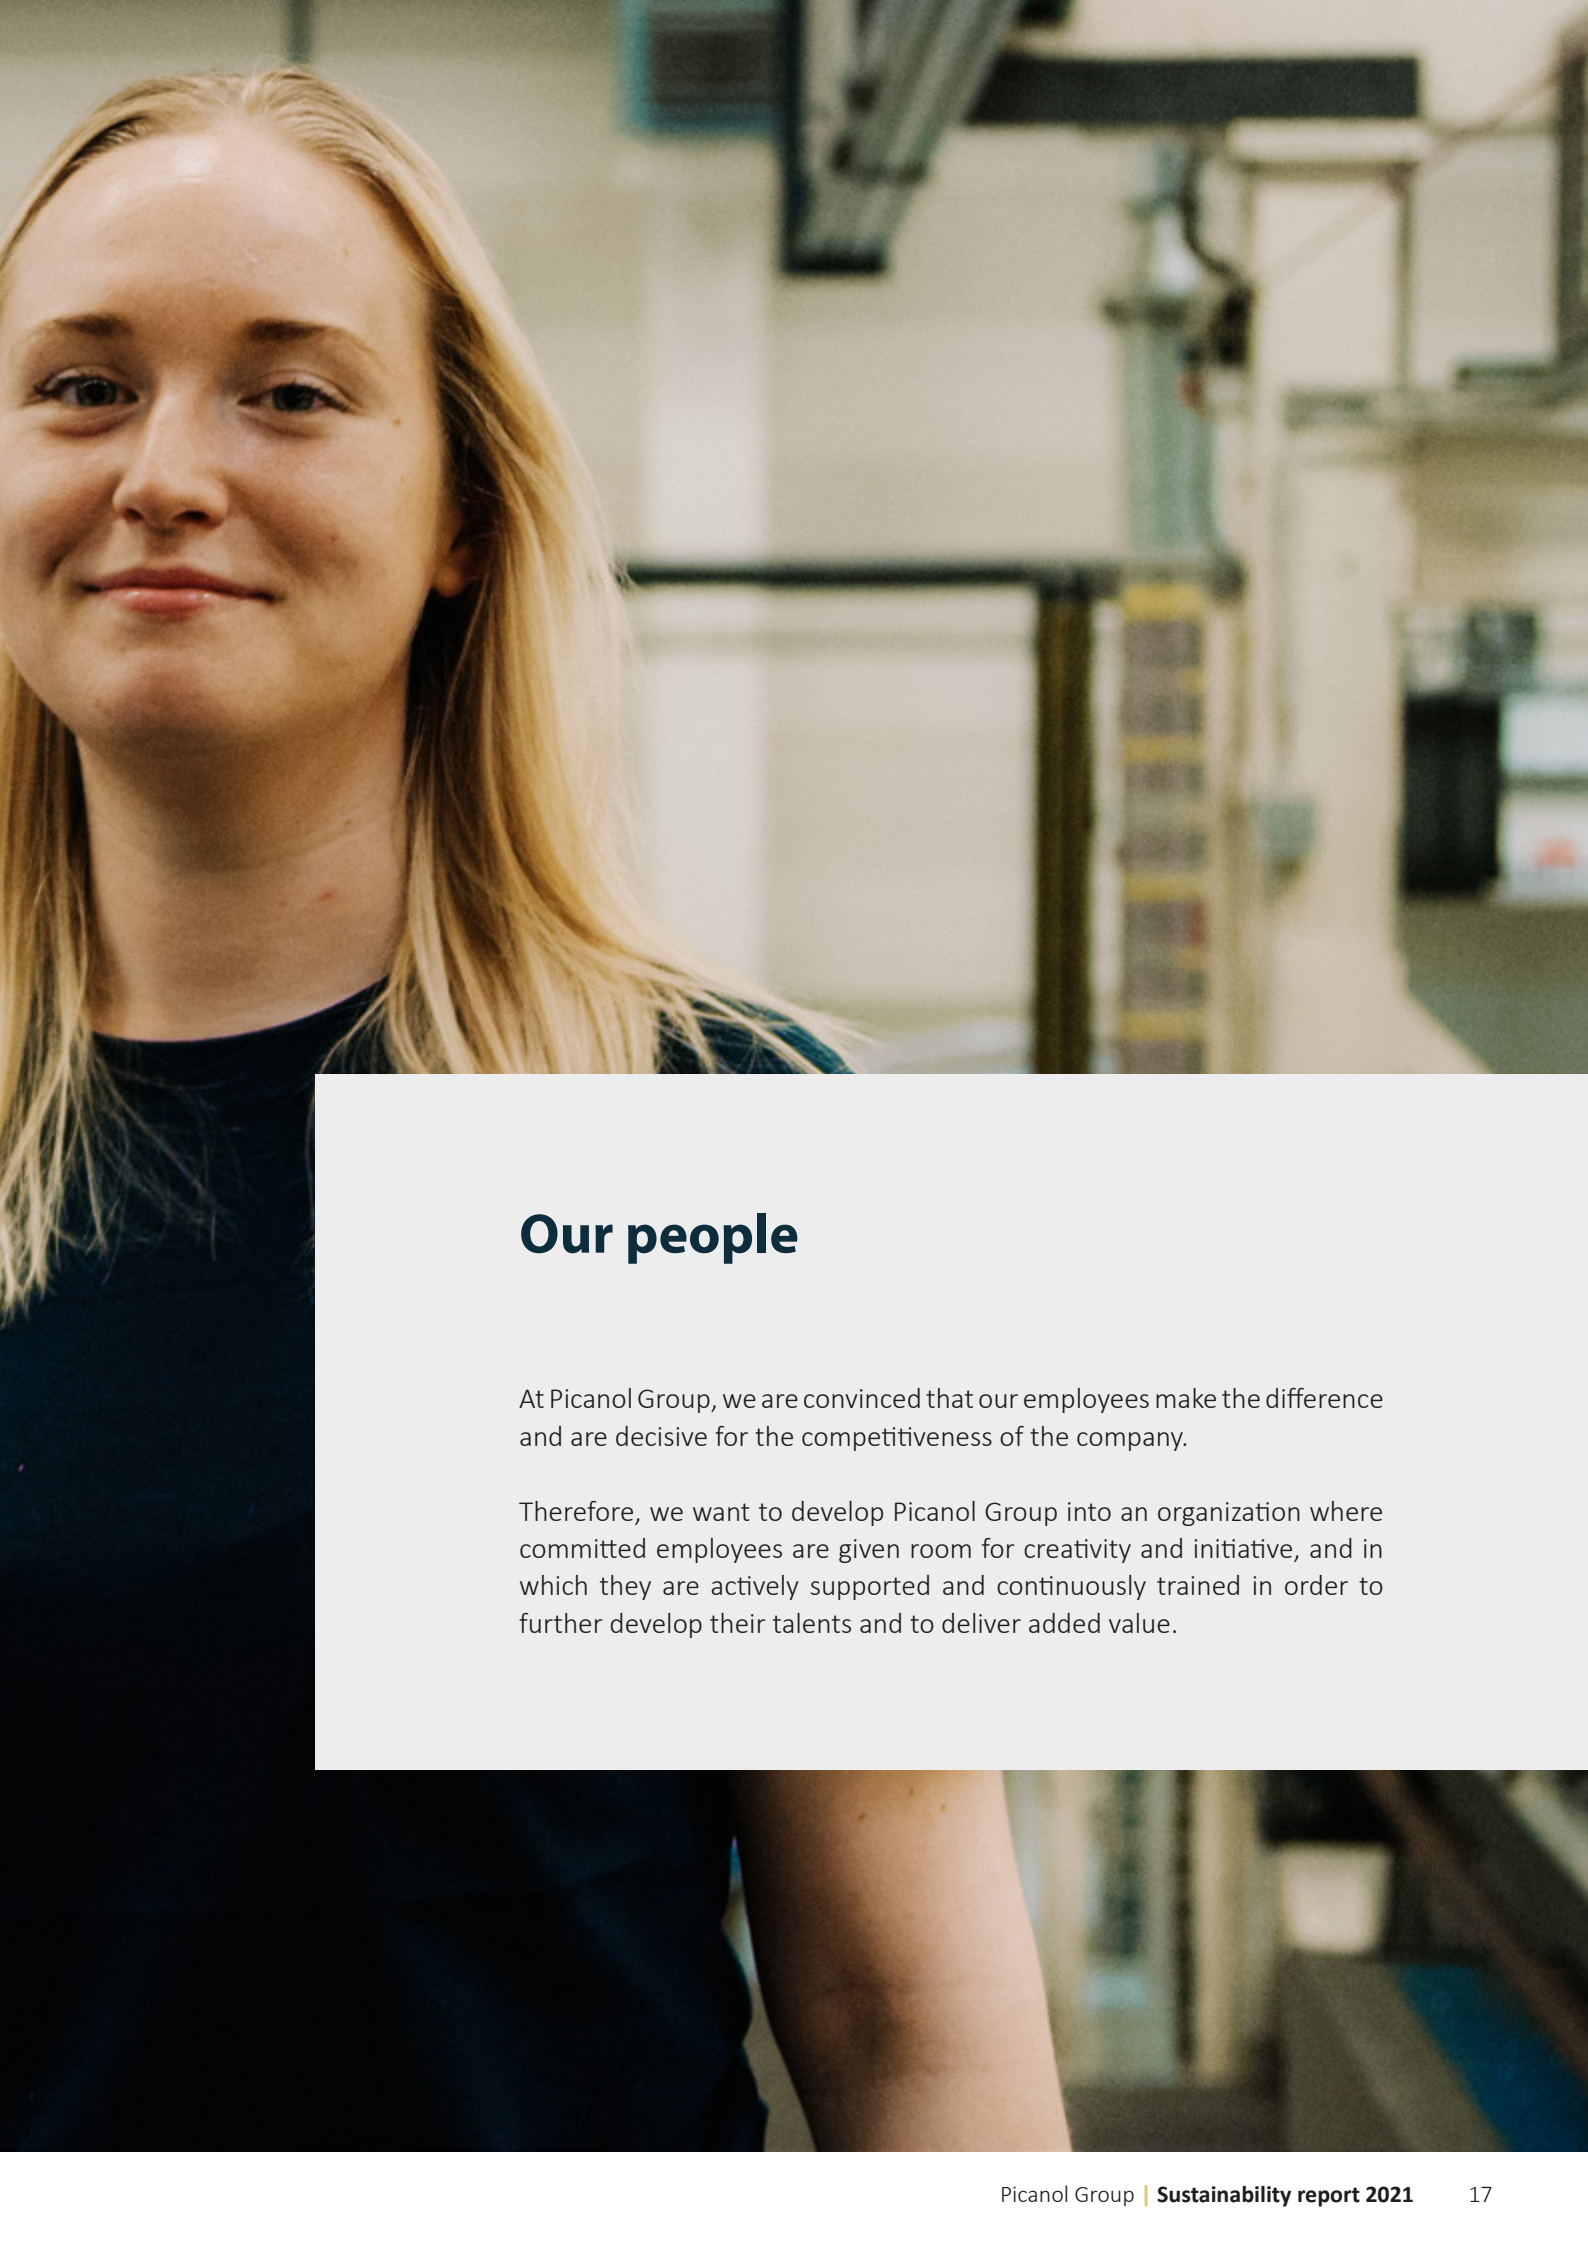 Our people
At Picanol Group, we are convinced that our employees make the difference
and are decisive for the competitiveness of the company.
Therefore, we want to develop Picanol Group into an organization where
committed employees are given room for creativity and initiative, and in
which they are actively supported and continuously trained in order to
further develop their talents and to deliver added value.
Picanol Group | Sustainability report 2021 17